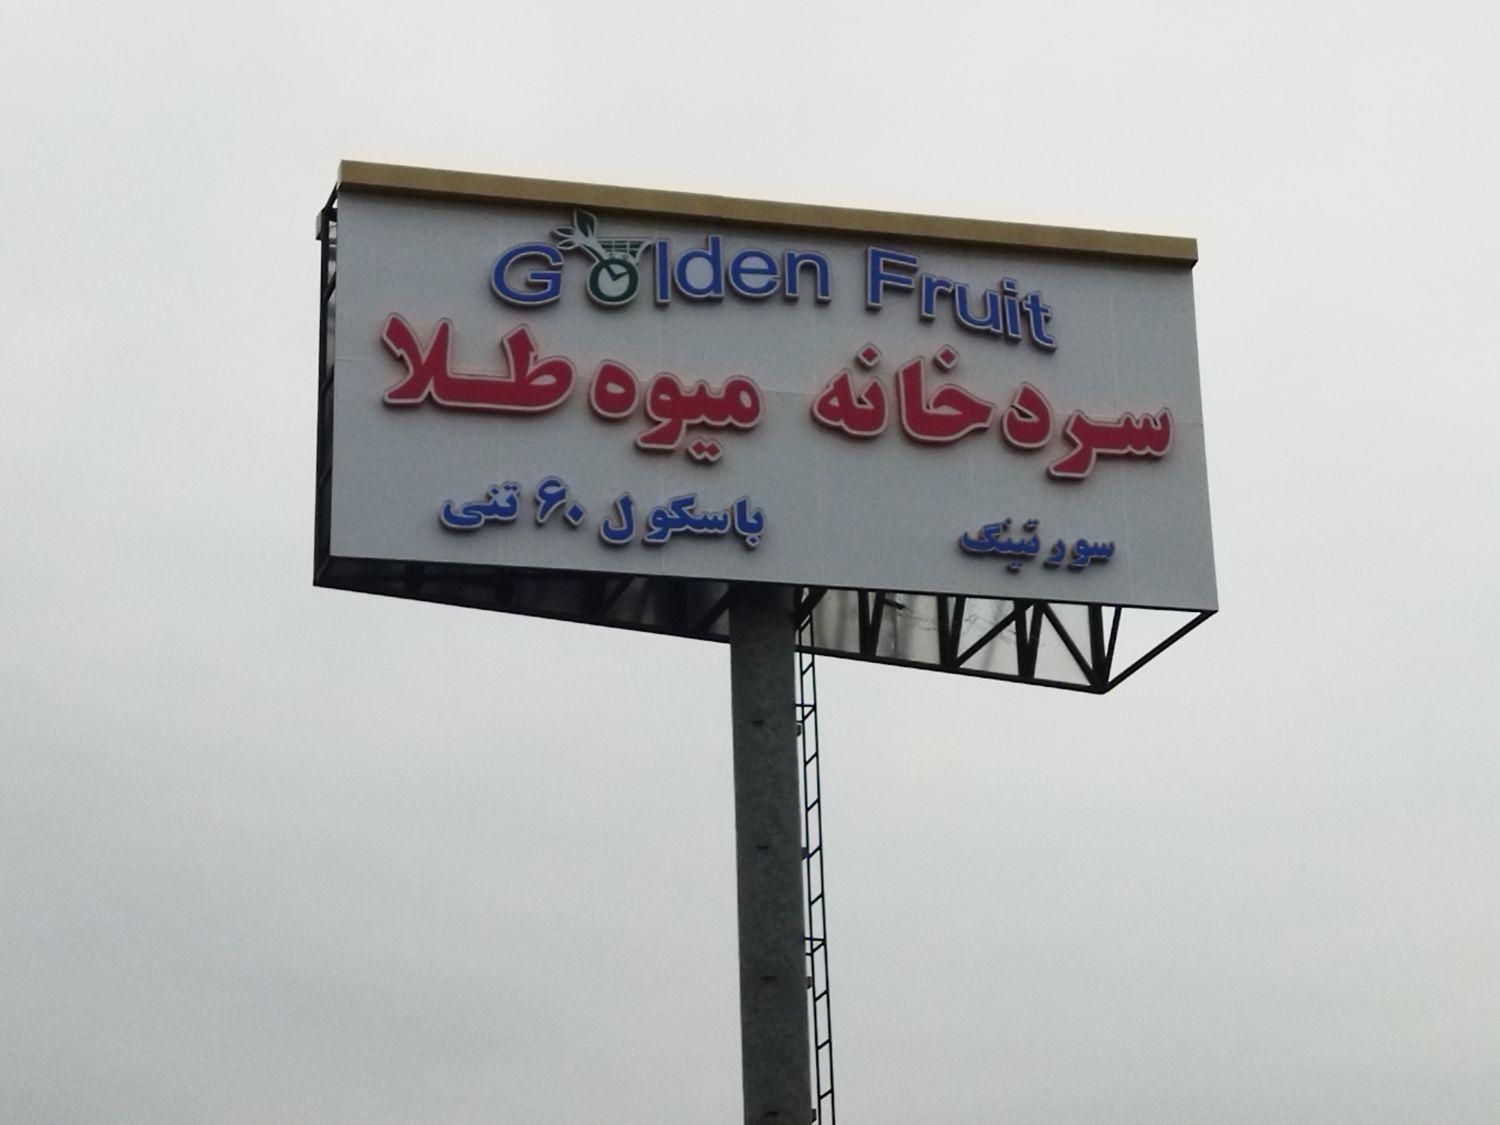 Golden Fruit
سردخانه میوه طلا
سورتینگ باسکول ۶۰ تنی